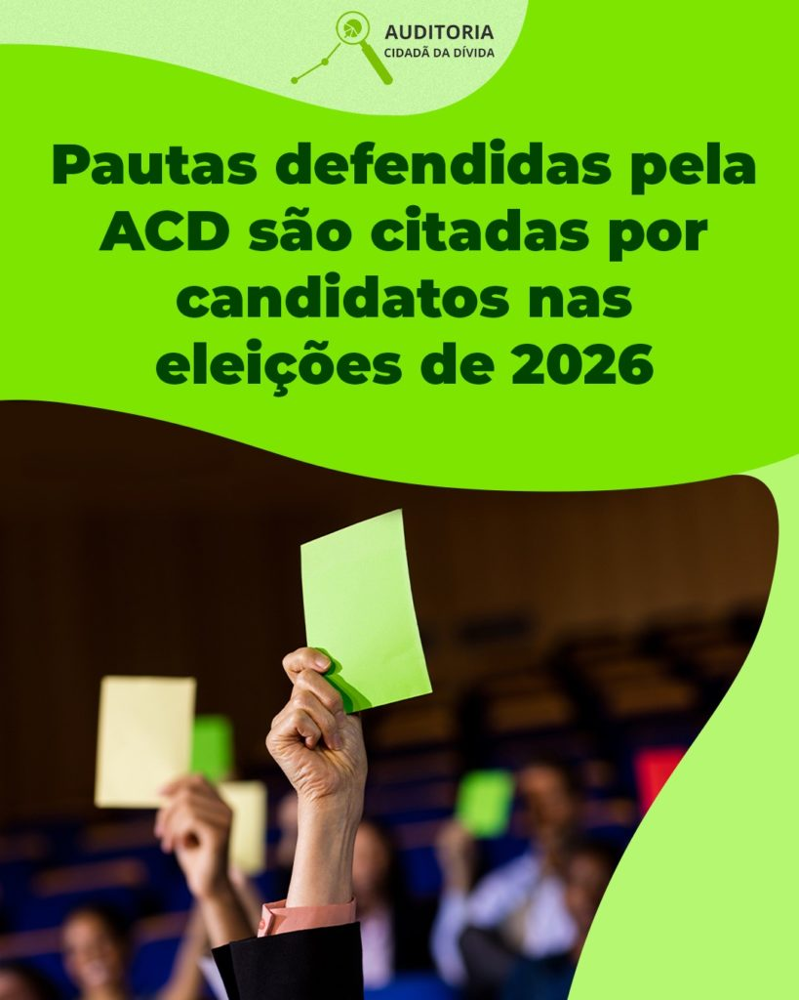 AUDITORIA
CIDADÃ DA DÍVIDA
Pautas defendidas pela
ACD são citadas por
candidatos nas
eleições de 2026